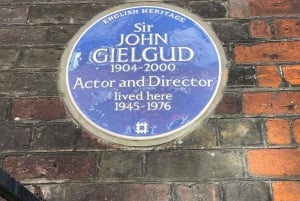 ENGLISH HERITAGE
Sir
JOHN
GIELGUD
1904-2000
Actor and Director
lived here
1945-1976